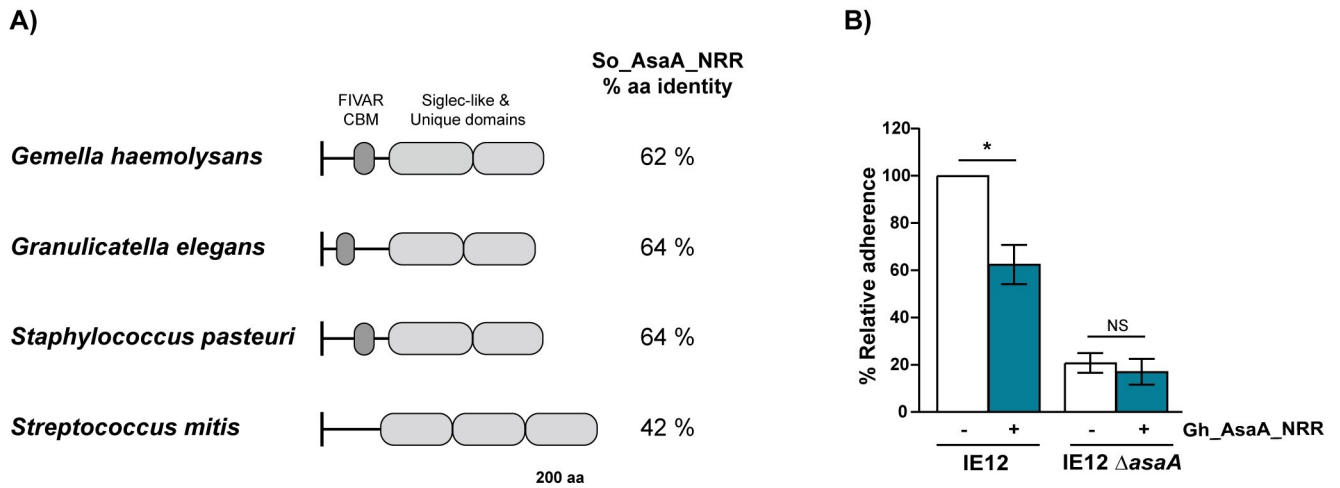 A)
So_AsaA_NRR
% aa identity
FIVAR
CBM
Siglec-like &
Unique domains
Gemella haemolysans
62 %
Granulicatella elegans
64 %
Staphylococcus pasteuri
64 %
Streptococcus mitis
42 %
200 aa
B)
% Relative adherence
120
100
80
60
40
20
0
*
NS
- + - + Gh_AsaA_NRR
IE12 IE12 ΔasaA